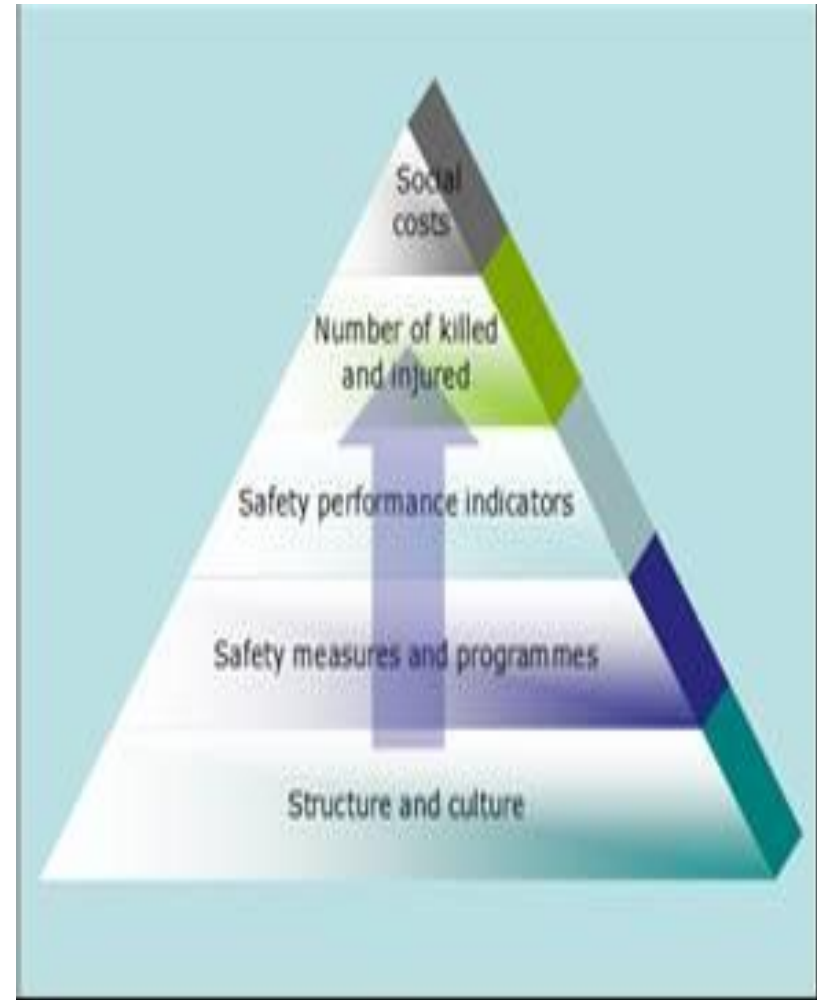 Social
costs
Number of killed
and injured
Safety performance indicators
Safety measures and programmes
Structure and culture